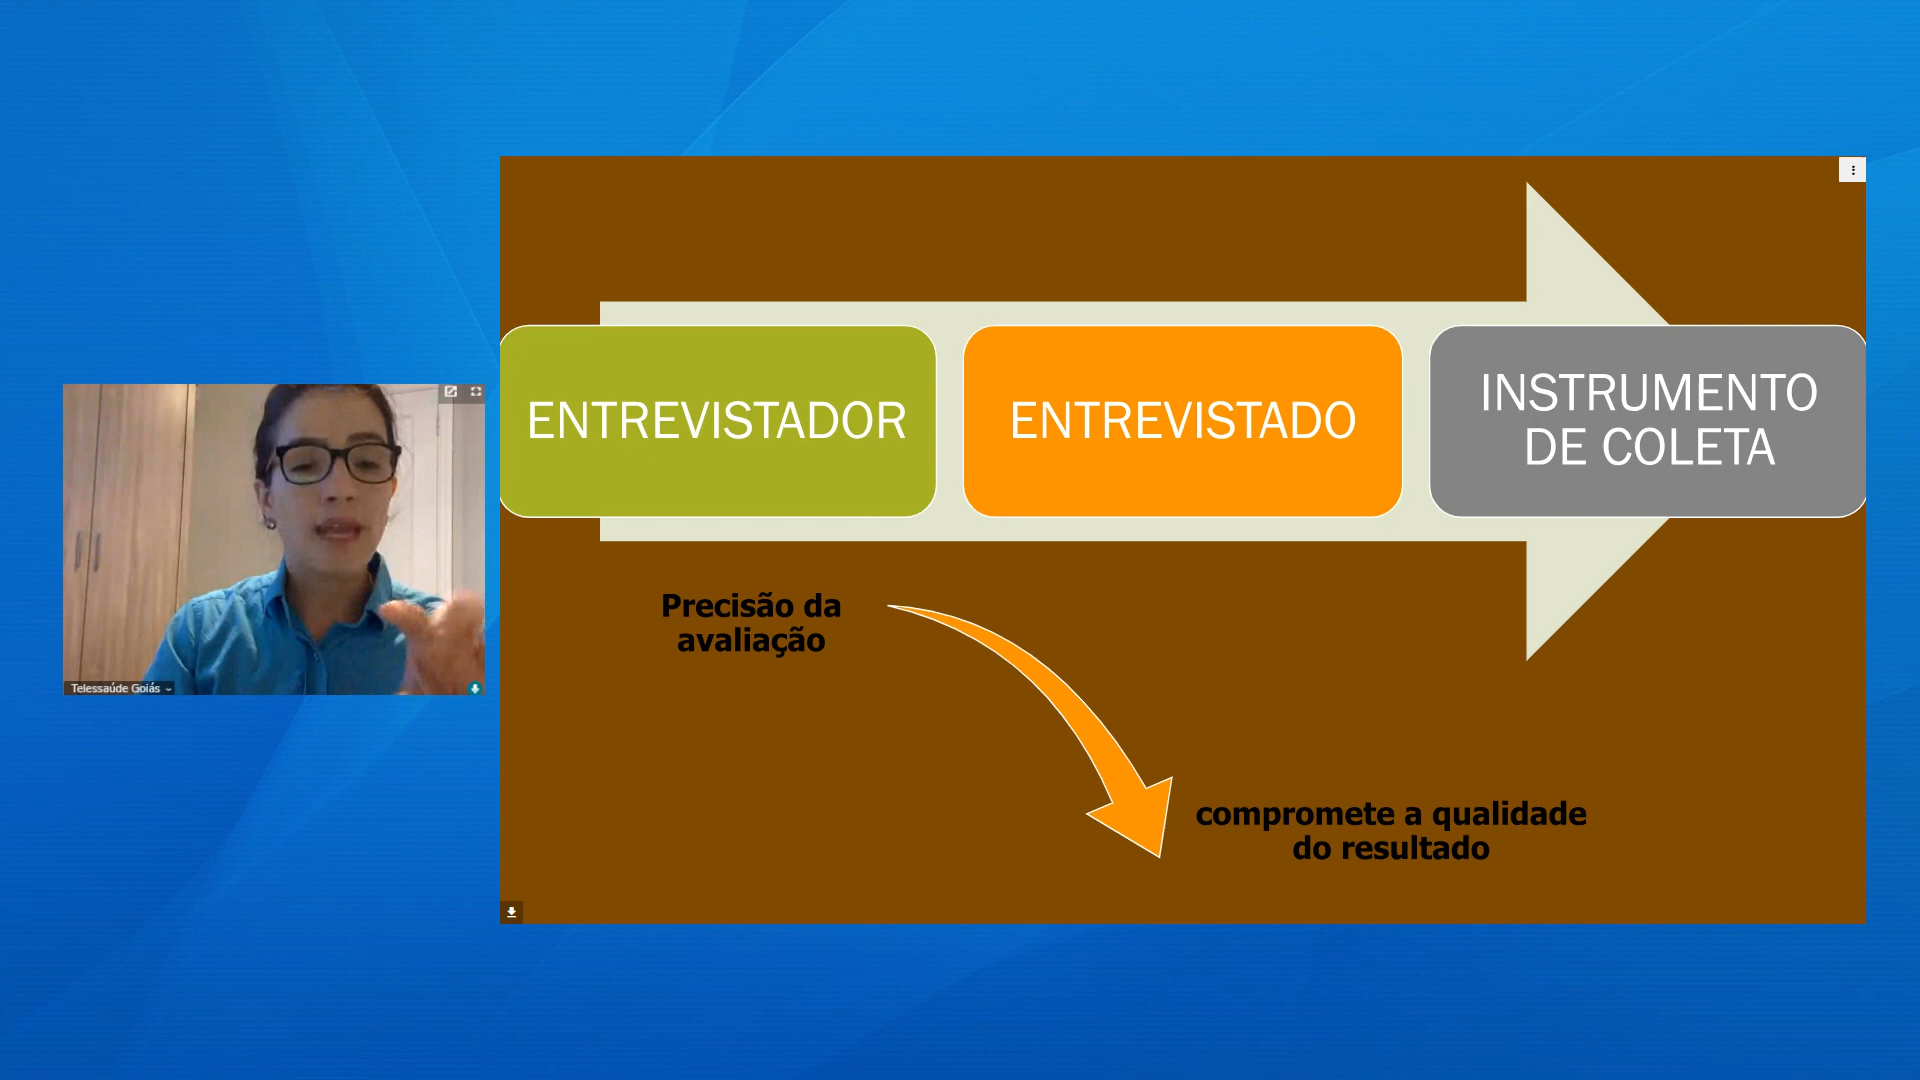 ENTREVISTADOR
ENTREVISTADO
INSTRUMENTO
DE COLETA
Precisão da
avaliação
compromete a qualidade
do resultado
Telessaúde Goiás